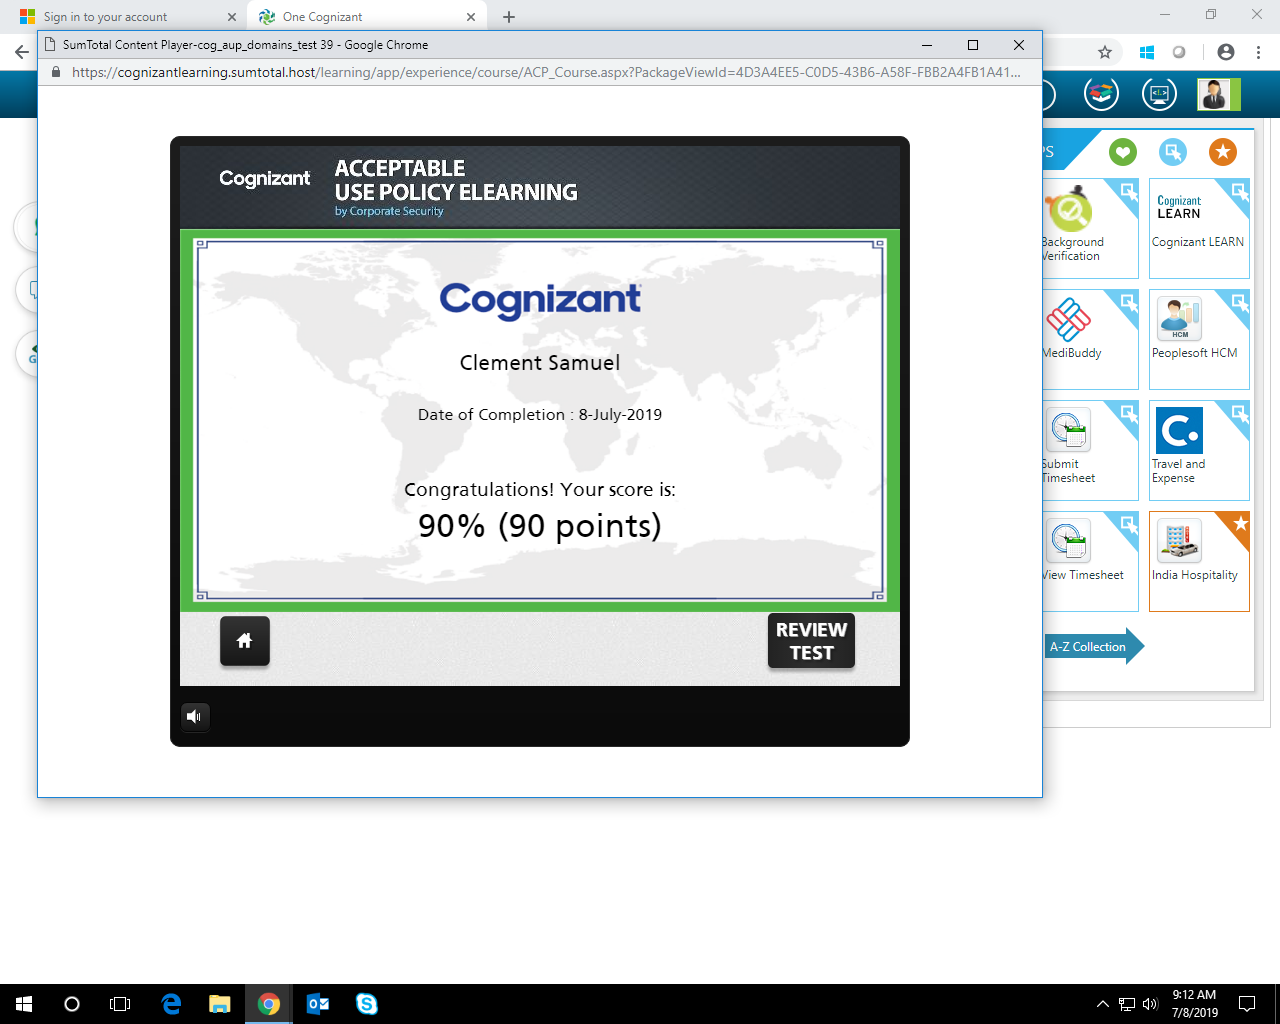 Sign in to your account
One Cognizant
SumTotal Content Player-cog_aup_domains_test 39 - Google Chrome
https://cognizantlearning.sumtotal.host/learning/app/experience/course/ACP_Course.aspx?PackageViewId=4D3A4EE5-C0D5-43B6-A58F-FBB2A4FB1A41...
Cognizant
ACCEPTABLE
USE POLICY ELEARNING
by Corporate Security
Cognizant
Clement Samuel
Date of Completion : 8-July-2019
Congratulations! Your score is:
90% (90 points)
REVIEW
TEST
Background
Verification
Cognizant
LEARN
Cognizant LEARN
MediBuddy
HCM
Peoplesoft HCM
Submit
Timesheet
C.
Travel and
Expense
View Timesheet
India Hospitality
A-Z Collection
9:12 AM
7/8/2019